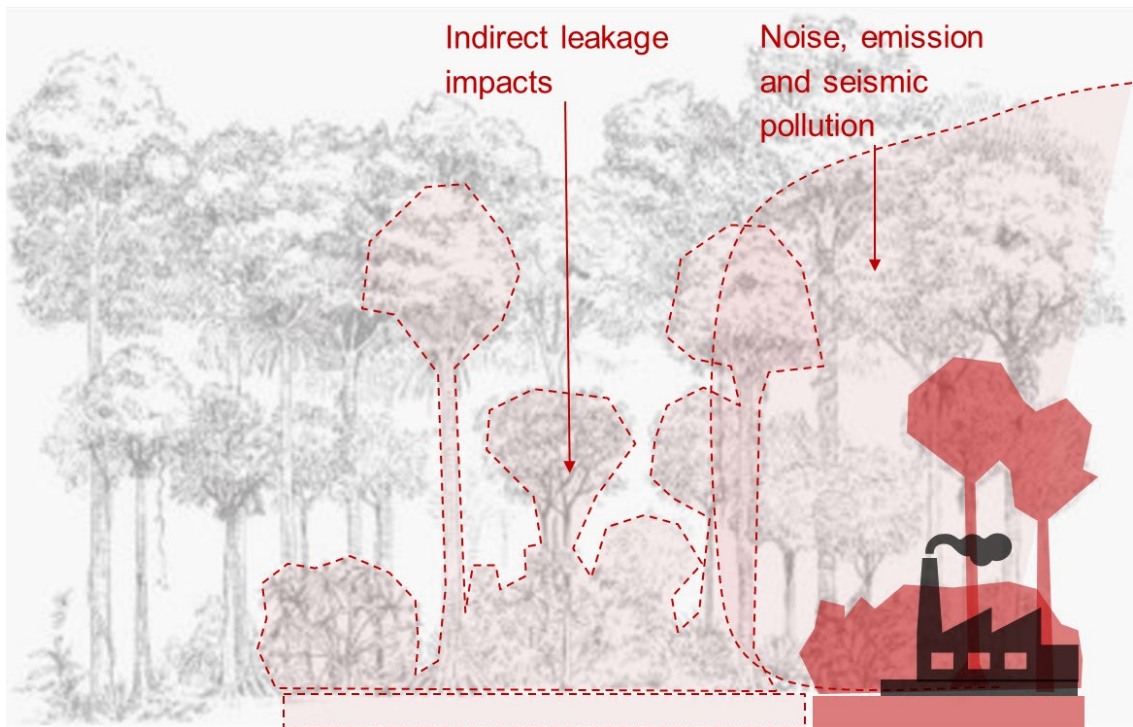 Indirect leakage
impacts
Noise, emission
and seismic
pollution